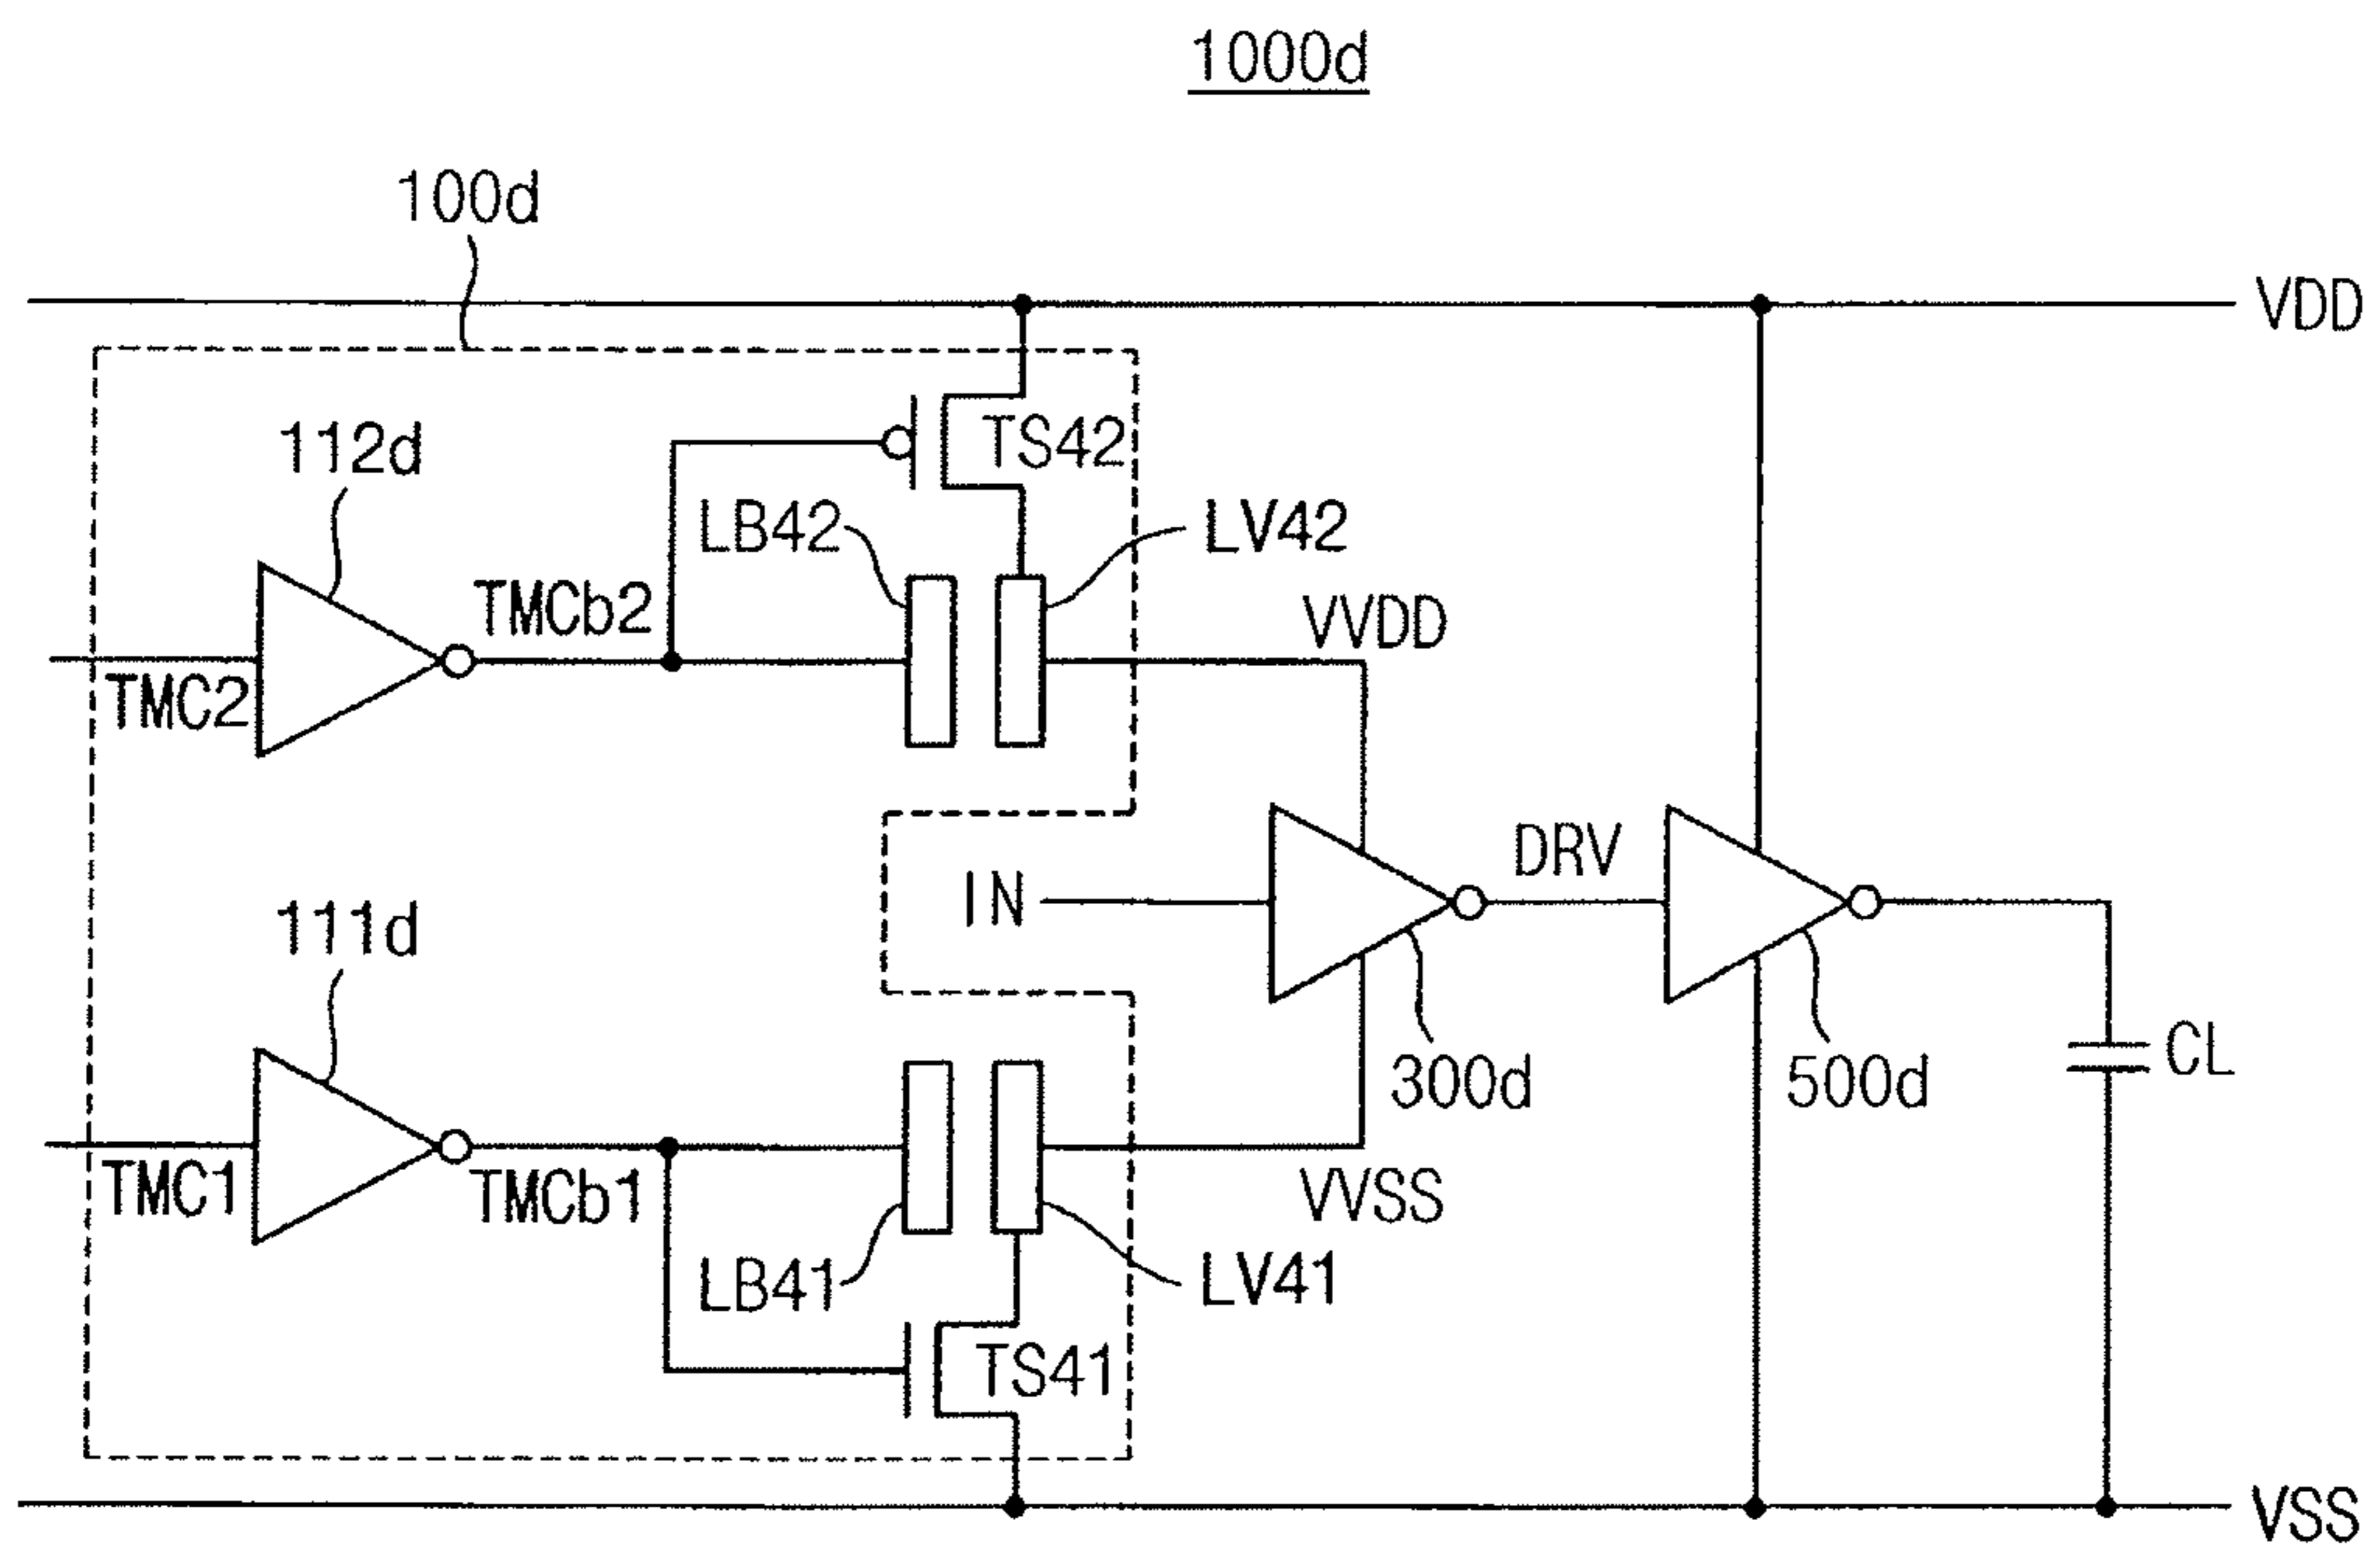 1000d
100d
VDD
112d
TS42
LB42
LV42
TMCb2
VVDD
TMC2
DRV
IN
111d
CL
300d
500d
TMC1
TMCb1
VVSS
LB41
LV41
TS41
VSS